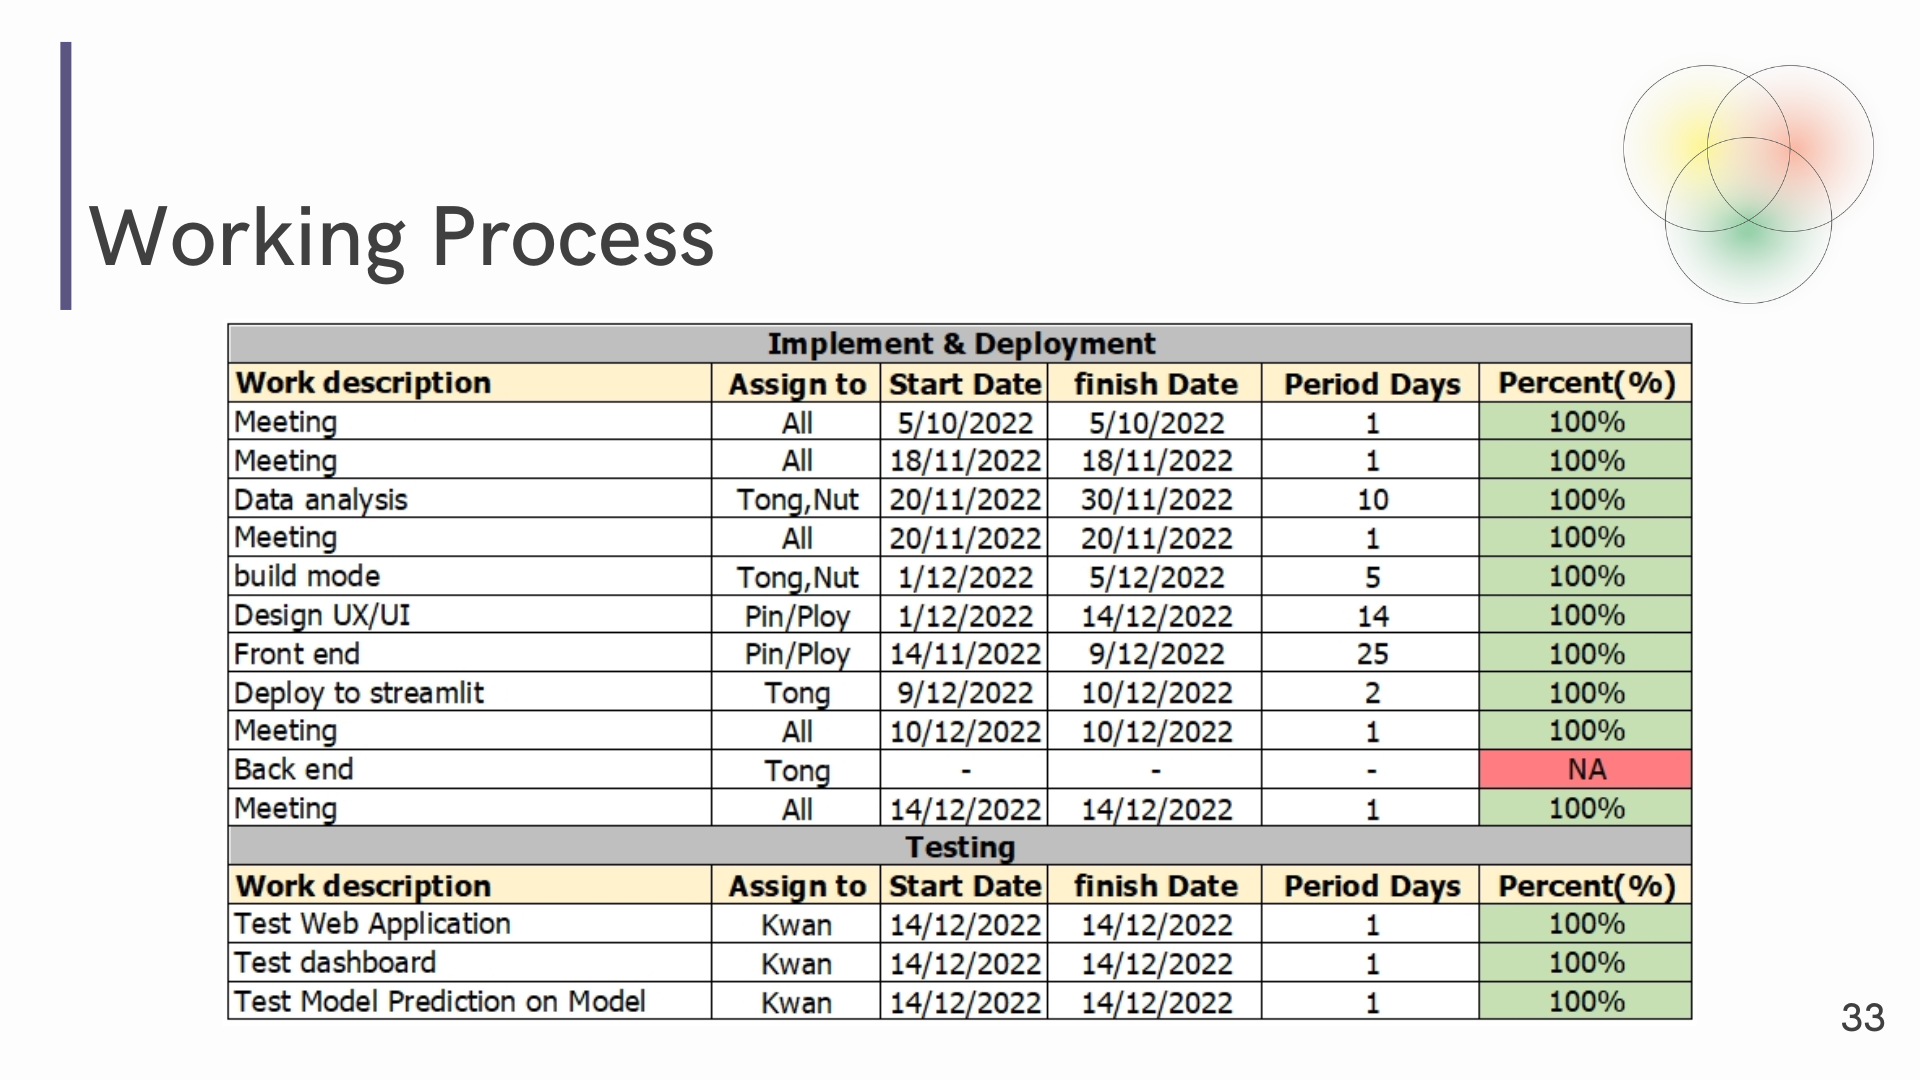 Working Process
Implement & Deployment
Work description Assign to Start Date finish Date Period Days Percent(%)
Meeting All 5/10/2022 5/10/2022 1 100%
Meeting All 18/11/2022 18/11/2022 1 100%
Data analysis Tong,Nut 20/11/2022 30/11/2022 10 100%
Meeting All 20/11/2022 20/11/2022 1 100%
build mode Tong,Nut 1/12/2022 5/12/2022 5 100%
Design UX/UI Pin/Ploy 1/12/2022 14/12/2022 14 100%
Front end Pin/Ploy 14/11/2022 9/12/2022 25 100%
Deploy to streamlit Tong 9/12/2022 10/12/2022 2 100%
Meeting All 10/12/2022 10/12/2022 1 100%
Back end Tong - - - NA
Meeting All 14/12/2022 14/12/2022 1 100%
Testing
Work description Assign to Start Date finish Date Period Days Percent(%)
Test Web Application Kwan 14/12/2022 14/12/2022 1 100%
Test dashboard Kwan 14/12/2022 14/12/2022 1 100%
Test Model Prediction on Model Kwan 14/12/2022 14/12/2022 1 100%
33